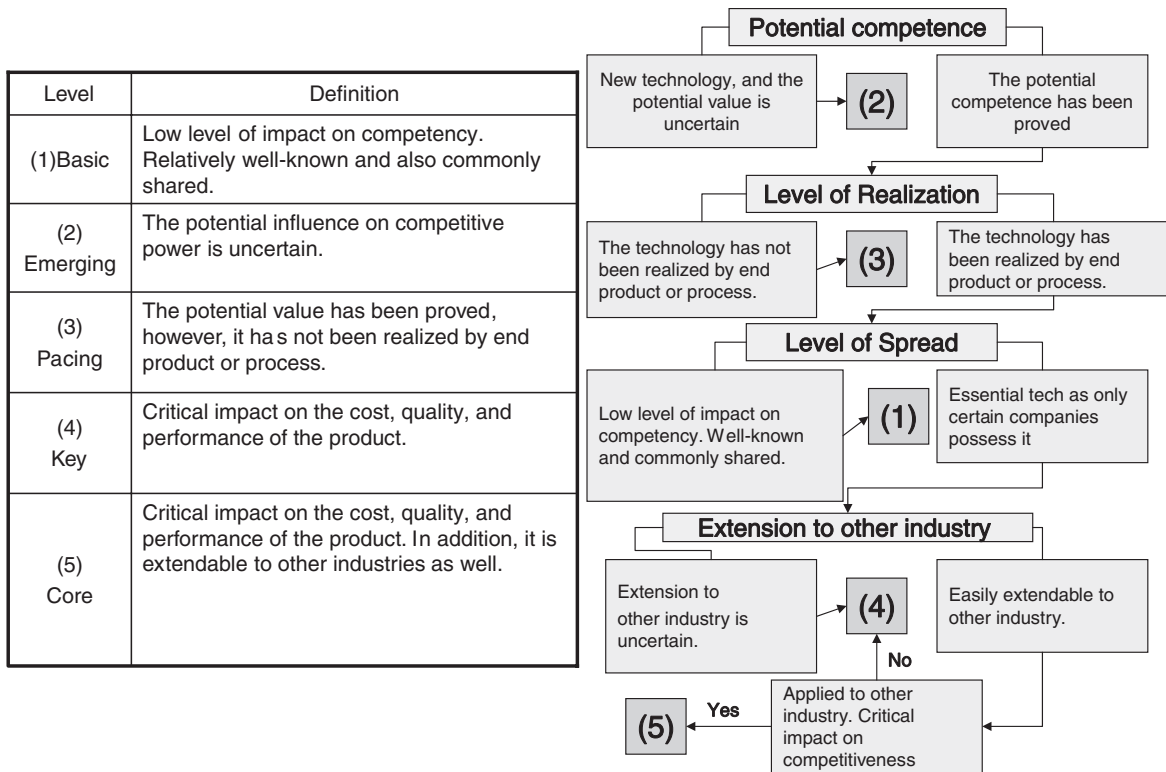 Level
Definition
(1)Basic
Low level of impact on competency.
Relatively well-known and also commonly
shared.
(2)
Emerging
The potential influence on competitive
power is uncertain.
(3)
Pacing
The potential value has been proved,
however, it has not been realized by end
product or process.
(4)
Key
Critical impact on the cost, quality, and
performance of the product.
(5)
Core
Critical impact on the cost, quality, and
performance of the product. In addition, it is
extendable to other industries as well.
Potential competence
New technology, and the
potential value is
uncertain
(2)
The potential
competence has been
proved
Level of Realization
The technology has not
been realized by end
product or process.
(3)
The technology has
been realized by end
product or process.
Level of Spread
Low level of impact on
competency. Well-known
and commonly shared.
(1)
Essential tech as only
certain companies
possess it
Extension to other industry
Extension to
other industry is
uncertain.
(4)
Easily extendable to
other industry.
No
Applied to other
industry. Critical
impact on
competitiveness
Yes
(5)